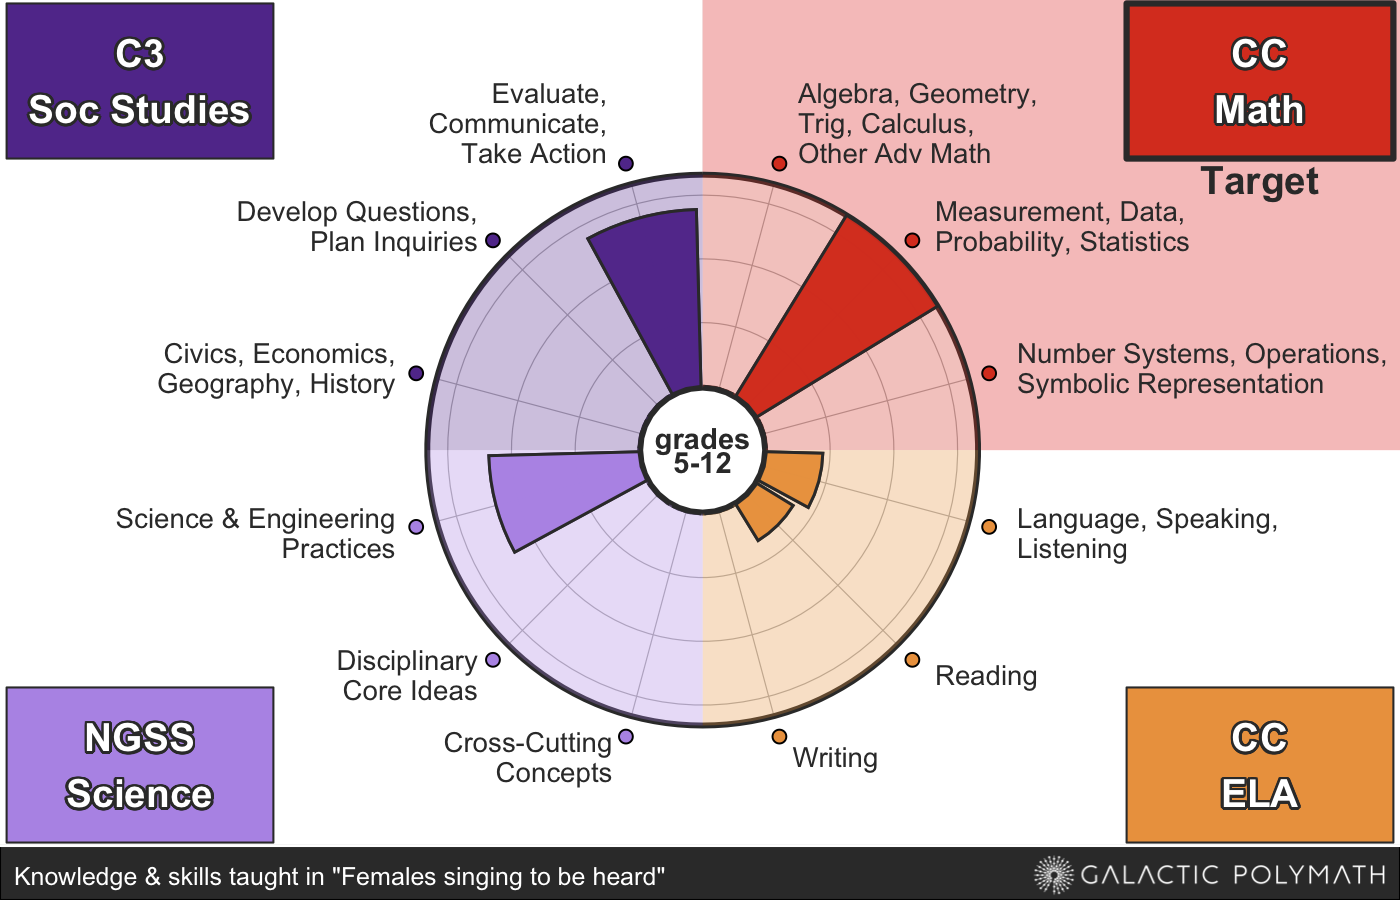 C3
Soc Studies
CC
Math
Target
Evaluate,
Communicate,
Take Action
Algebra, Geometry,
Trig, Calculus,
Other Adv Math
Develop Questions,
Plan Inquiries
Measurement, Data,
Probability, Statistics
Civics, Economics,
Geography, History
Number Systems, Operations,
Symbolic Representation
grades
5-12
Science & Engineering
Practices
Language, Speaking,
Listening
Disciplinary
Core Ideas
Reading
Cross-Cutting
Concepts
Writing
NGSS
Science
CC
ELA
Knowledge & skills taught in "Females singing to be heard"
GALACTIC POLYMATH